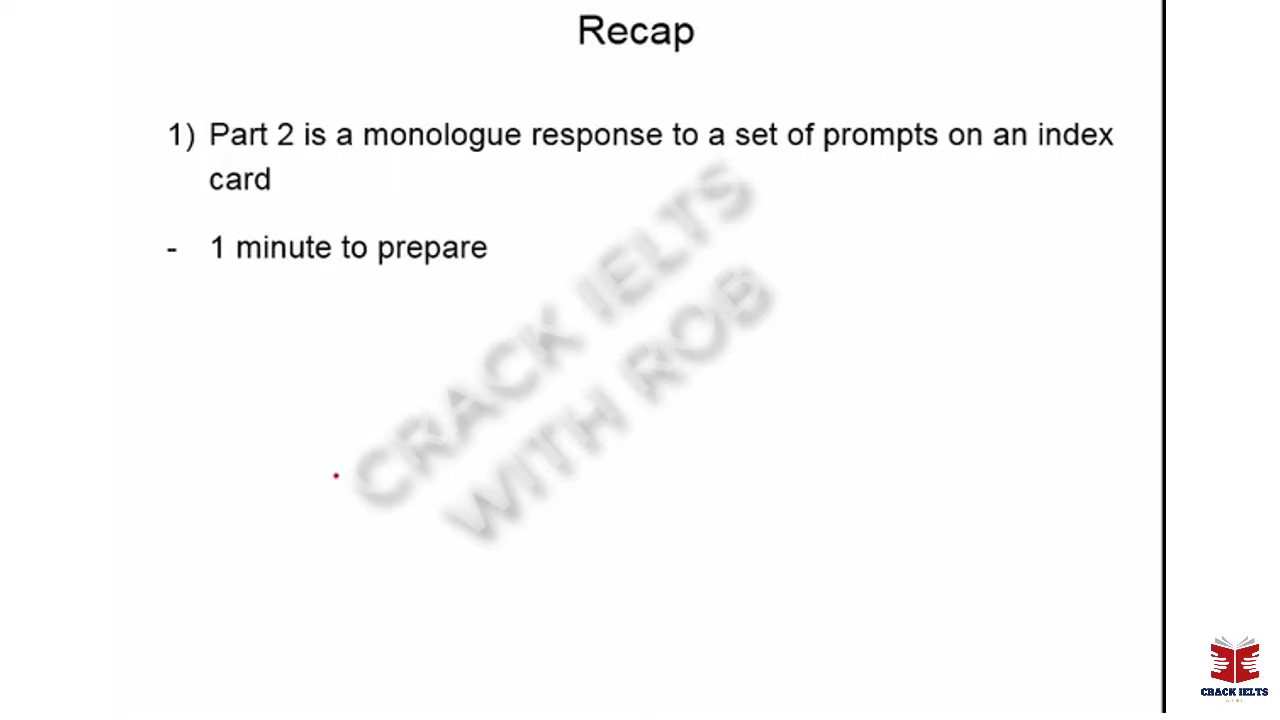 Recap
1) Part 2 is a monologue response to a set of prompts on an index
card
- 1 minute to prepare
CRACK IELTS
WITH ROB
CRACK IELTS